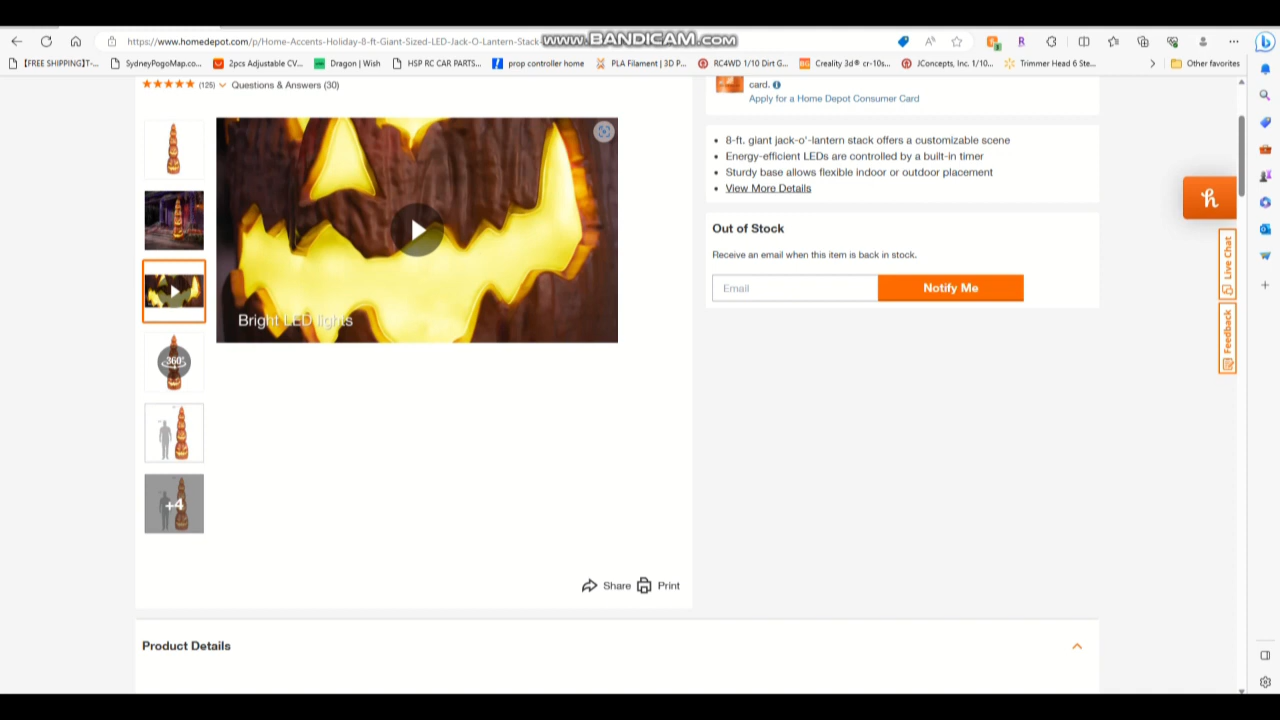 https://www.homedepot.com/p/Home-Accents-Holiday-8-ft-Giant-Sized-LED-Jack-O-Lantern-Stack-
www.BANDICAM.com
[FREE SHIPPING]T-...
SydneyPogoMap.co...
2pcs Adjustable CV...
Dragon | Wish
HSP RC CAR PARTS...
prop controller home
PLA Filament | 3D P...
RC4WD 1/10 Dirt G...
Creality 3d® cr-10s...
JConcepts, Inc. 1/10...
Trimmer Head 6 Ste...
Other favorites
(125)
Questions & Answers (30)
card.
Apply for a Home Depot Consumer Card
8-ft. giant jack-o'-lantern stack offers a customizable scene
Energy-efficient LEDs are controlled by a built-in timer
Sturdy base allows flexible indoor or outdoor placement
View More Details
Out of Stock
Receive an email when this item is back in stock.
Email
Notify Me
Live Chat
Feedback
Bright LED lights
360°
+4
Share
Print
Product Details